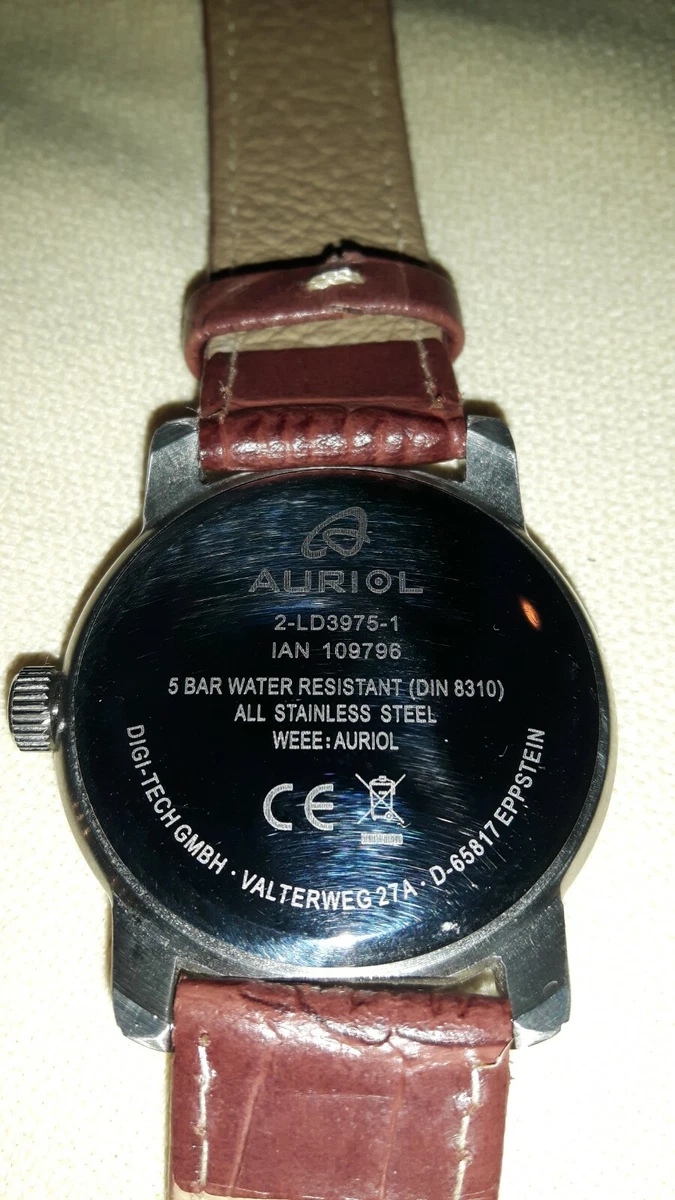 AURIOL
2-LD3975-1
IAN 109796
5 BAR WATER RESISTANT (DIN 8310)
ALL STAINLESS STEEL
WEEE: AURIOL
CE
DIGI-TECH GMBH · VALTERWEG 27A · D-65817 EPPSTEIN